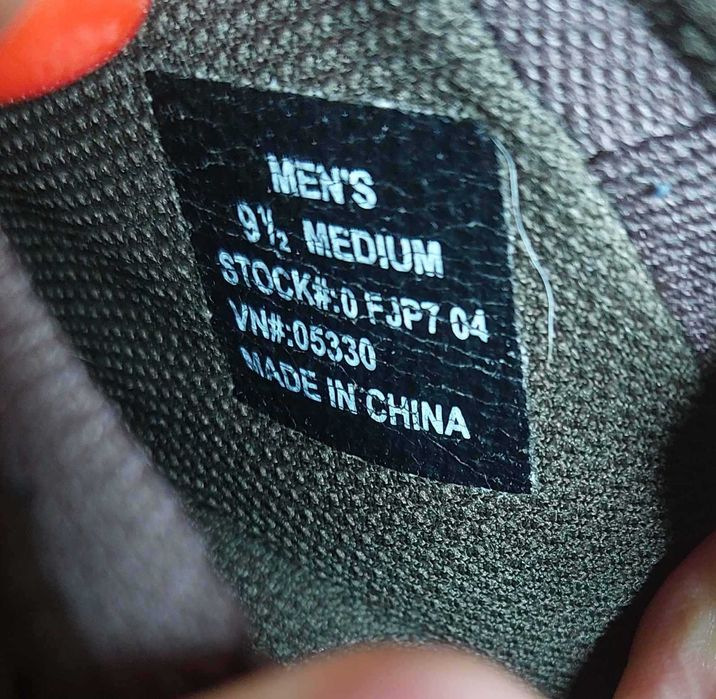 MEN'S
9½ MEDIUM
STOCK#:0 FJP7 04
VN#:05330
MADE IN CHINA